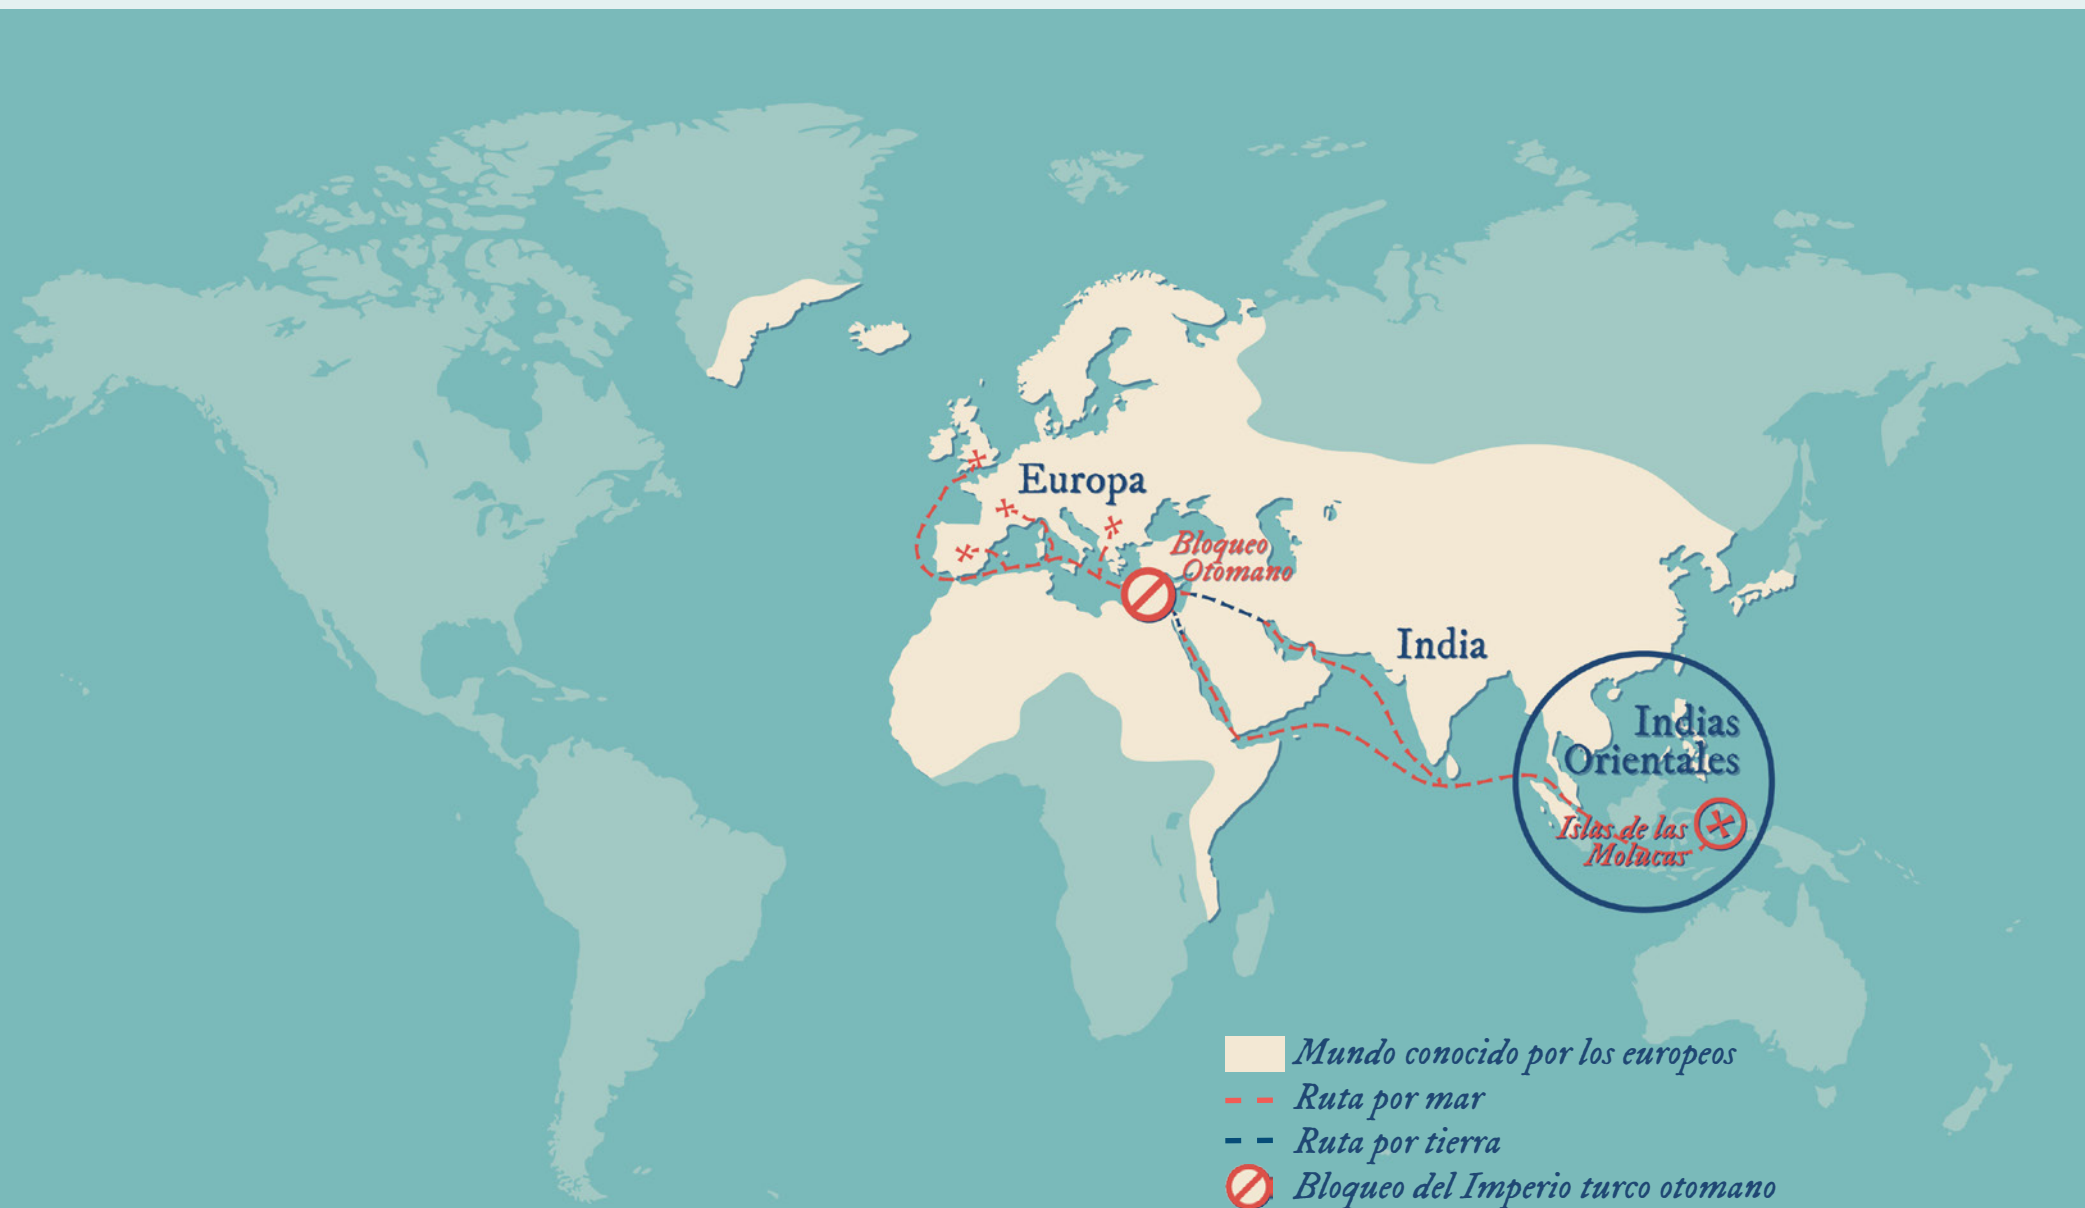 Europa
Bloqueo
Otomano
India
Indias
Orientales
Islas de las
Molucas
Mundo conocido por los europeos
Ruta por mar
Ruta por tierra
Bloqueo del Imperio turco otomano